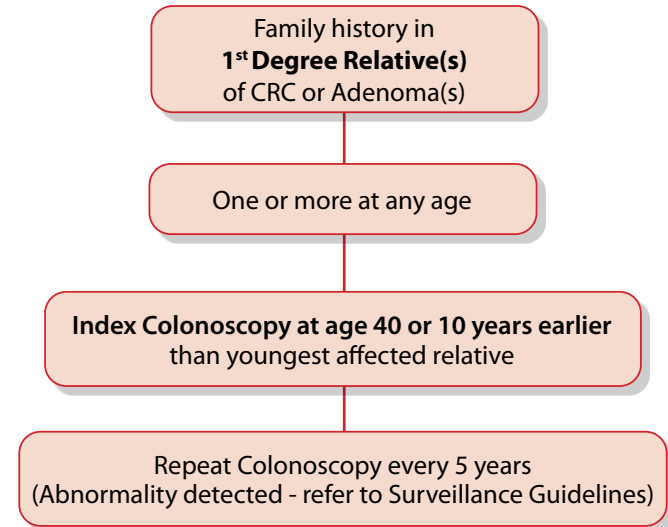 Family history in
1st Degree Relative(s)
of CRC or Adenoma(s)
One or more at any age
Index Colonoscopy at age 40 or 10 years earlier
than youngest affected relative
Repeat Colonoscopy every 5 years
(Abnormality detected - refer to Surveillance Guidelines)